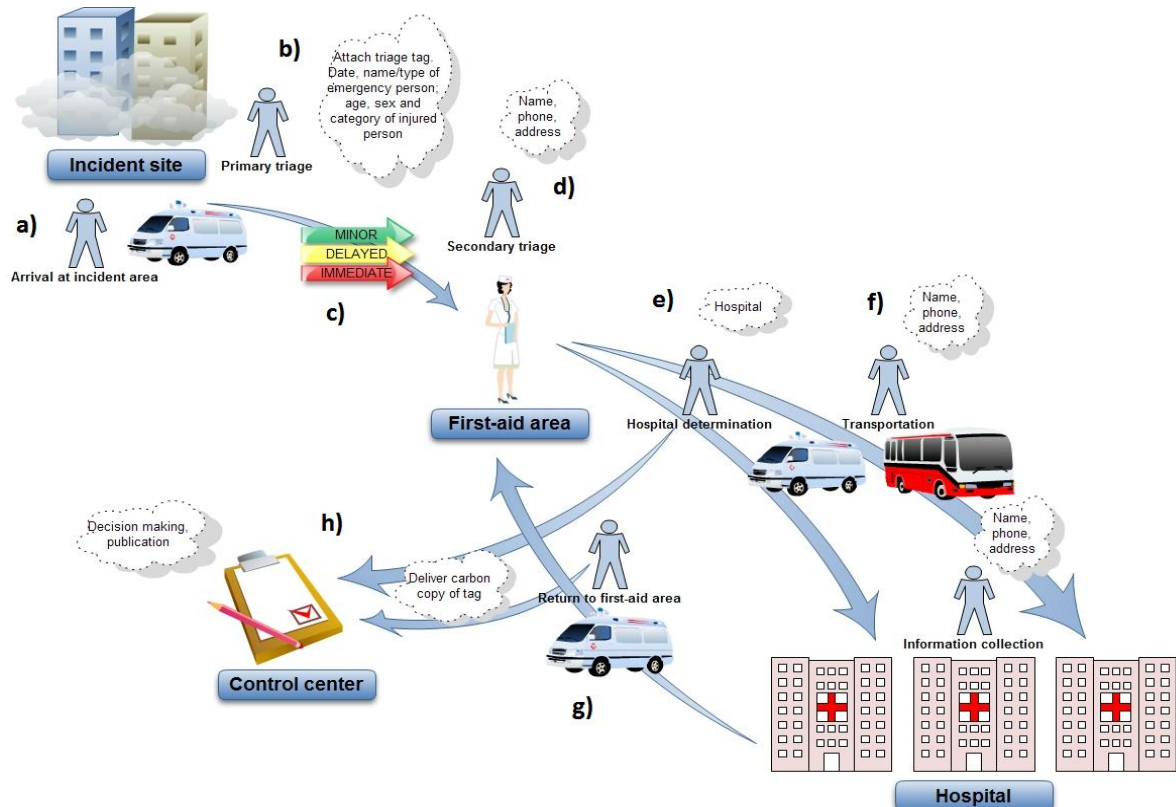 b)
Attach triage tag.
Date, name/type of
emergency person;
age, sex and
category of injured
person
Name,
phone,
address
Incident site
Primary triage
d)
a)
MINOR
Secondary triage
DELAYED
Arrival at incident area
IMMEDIATE
c)
e)
Hospital
f)
Name,
phone,
address
First-aid area
Hospital determination
Transportation
h)
Decision making,
publication
Name,
phone,
address
Deliver carbon
copy of tag
Return to first-aid area
Information collection
Control center
g)
Hospital